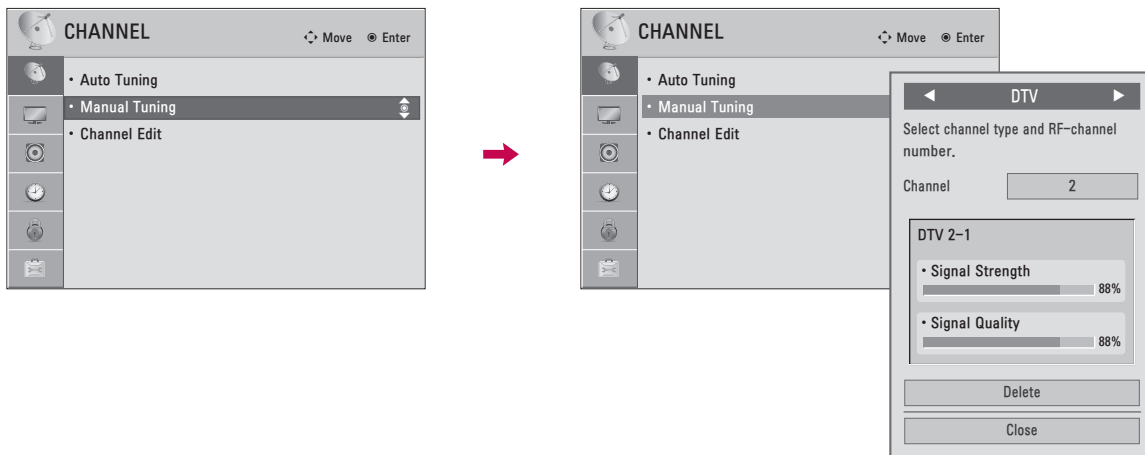 CHANNEL
Move Enter
• Auto Tuning
• Manual Tuning
• Channel Edit
CHANNEL
Move Enter
• Auto Tuning
• Manual Tuning
• Channel Edit
◀ DTV ▶
Select channel type and RF-channel
number.
Channel 2
DTV 2-1
• Signal Strength
88%
• Signal Quality
88%
Delete
Close